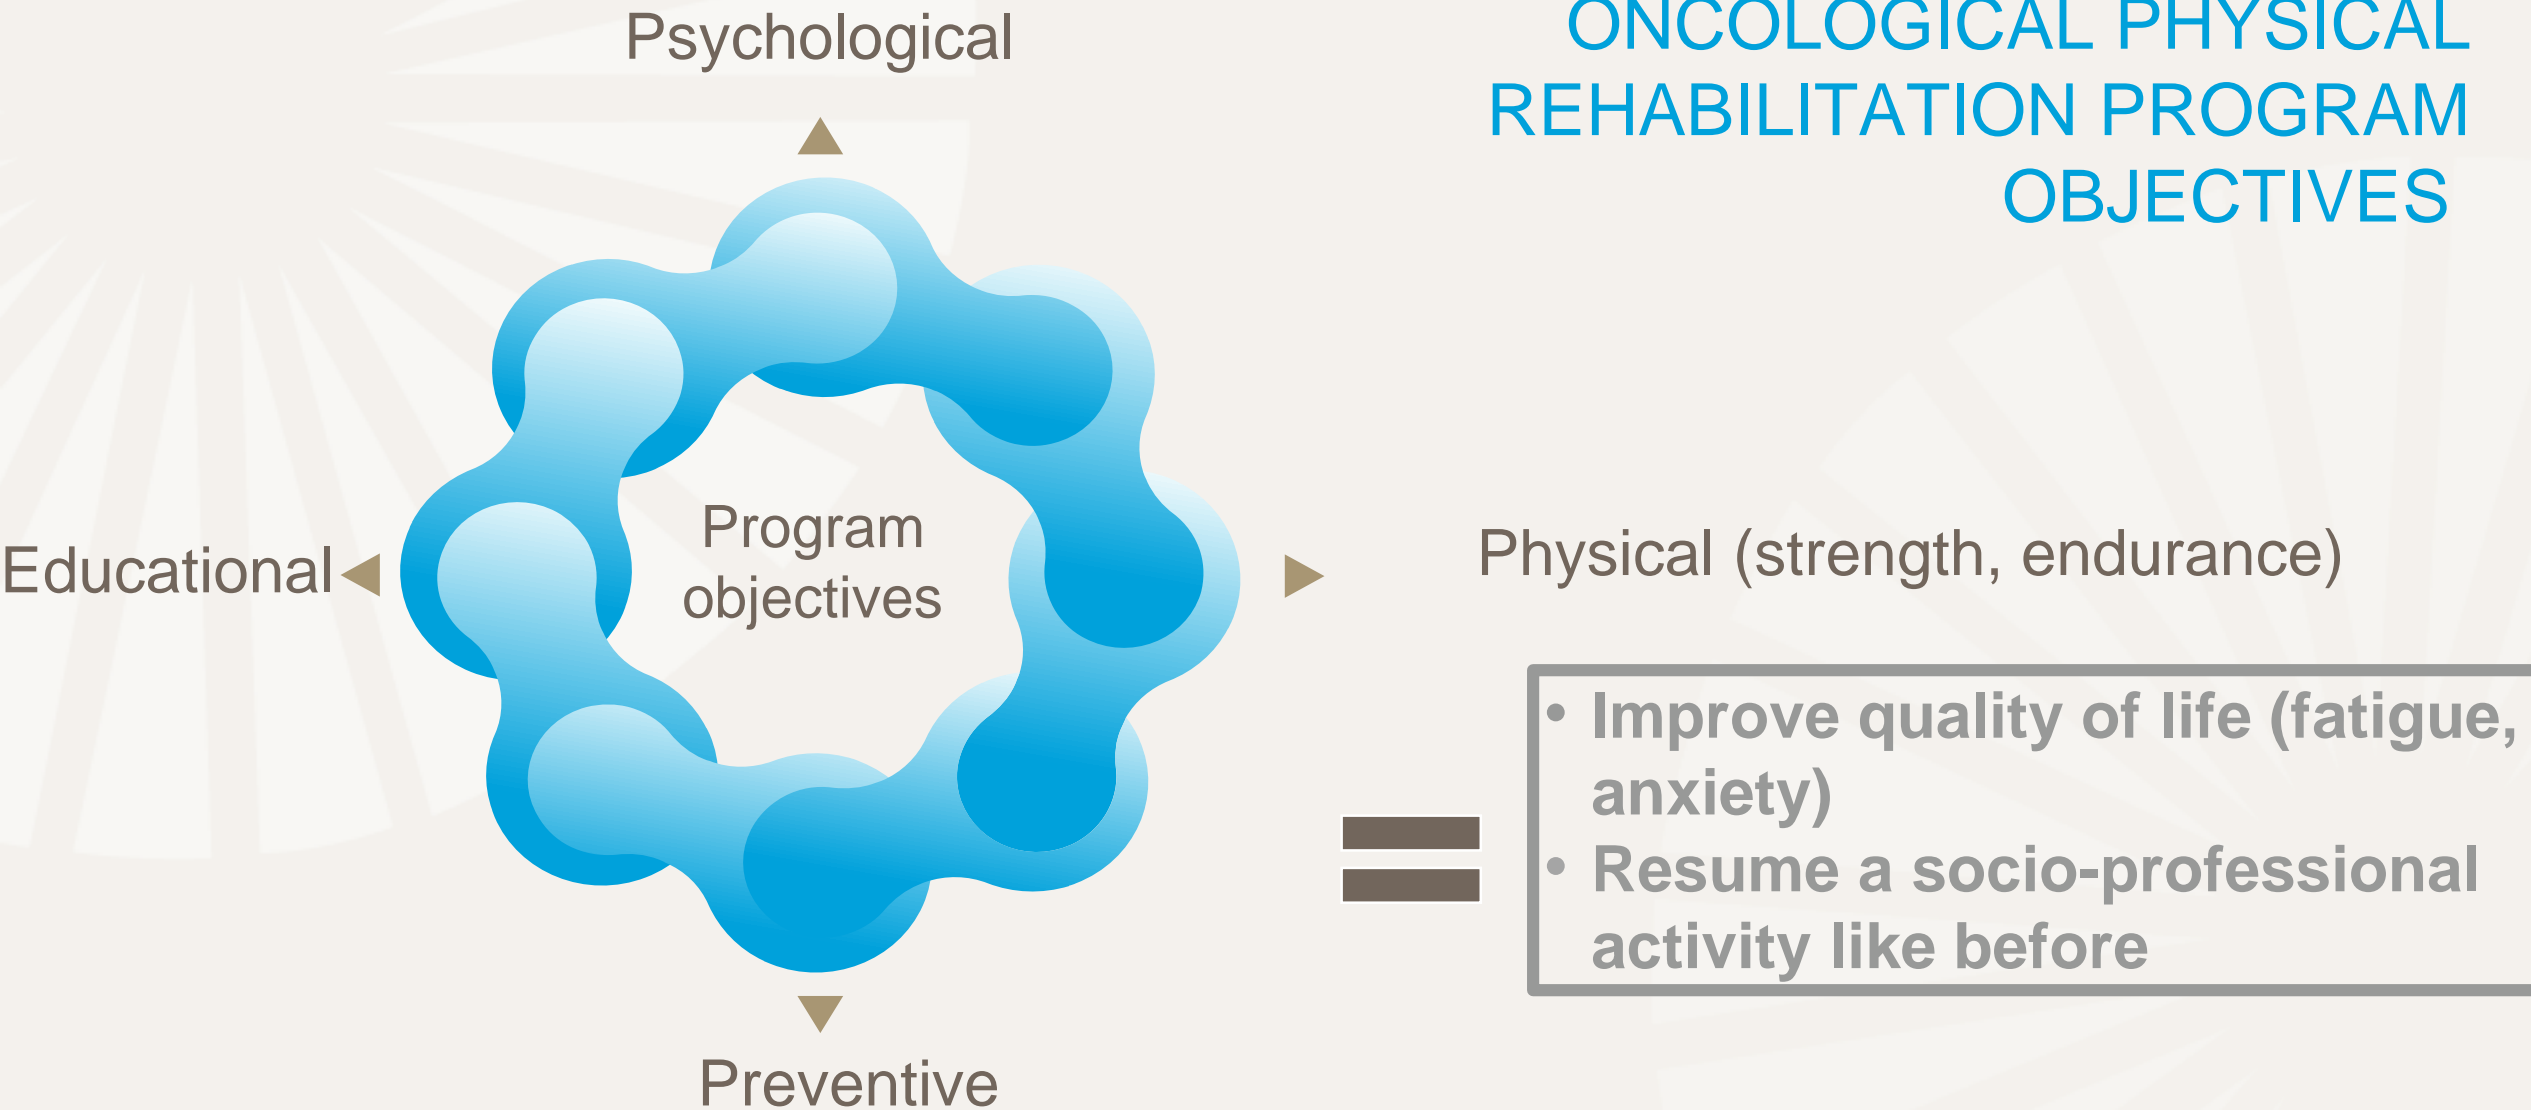 ONCOLOGICAL PHYSICAL
REHABILITATION PROGRAM
OBJECTIVES
Psychological
Educational
Program
objectives
Physical (strength, endurance)
• Improve quality of life (fatigue,
anxiety)
• Resume a socio-professional
activity like before
Preventive